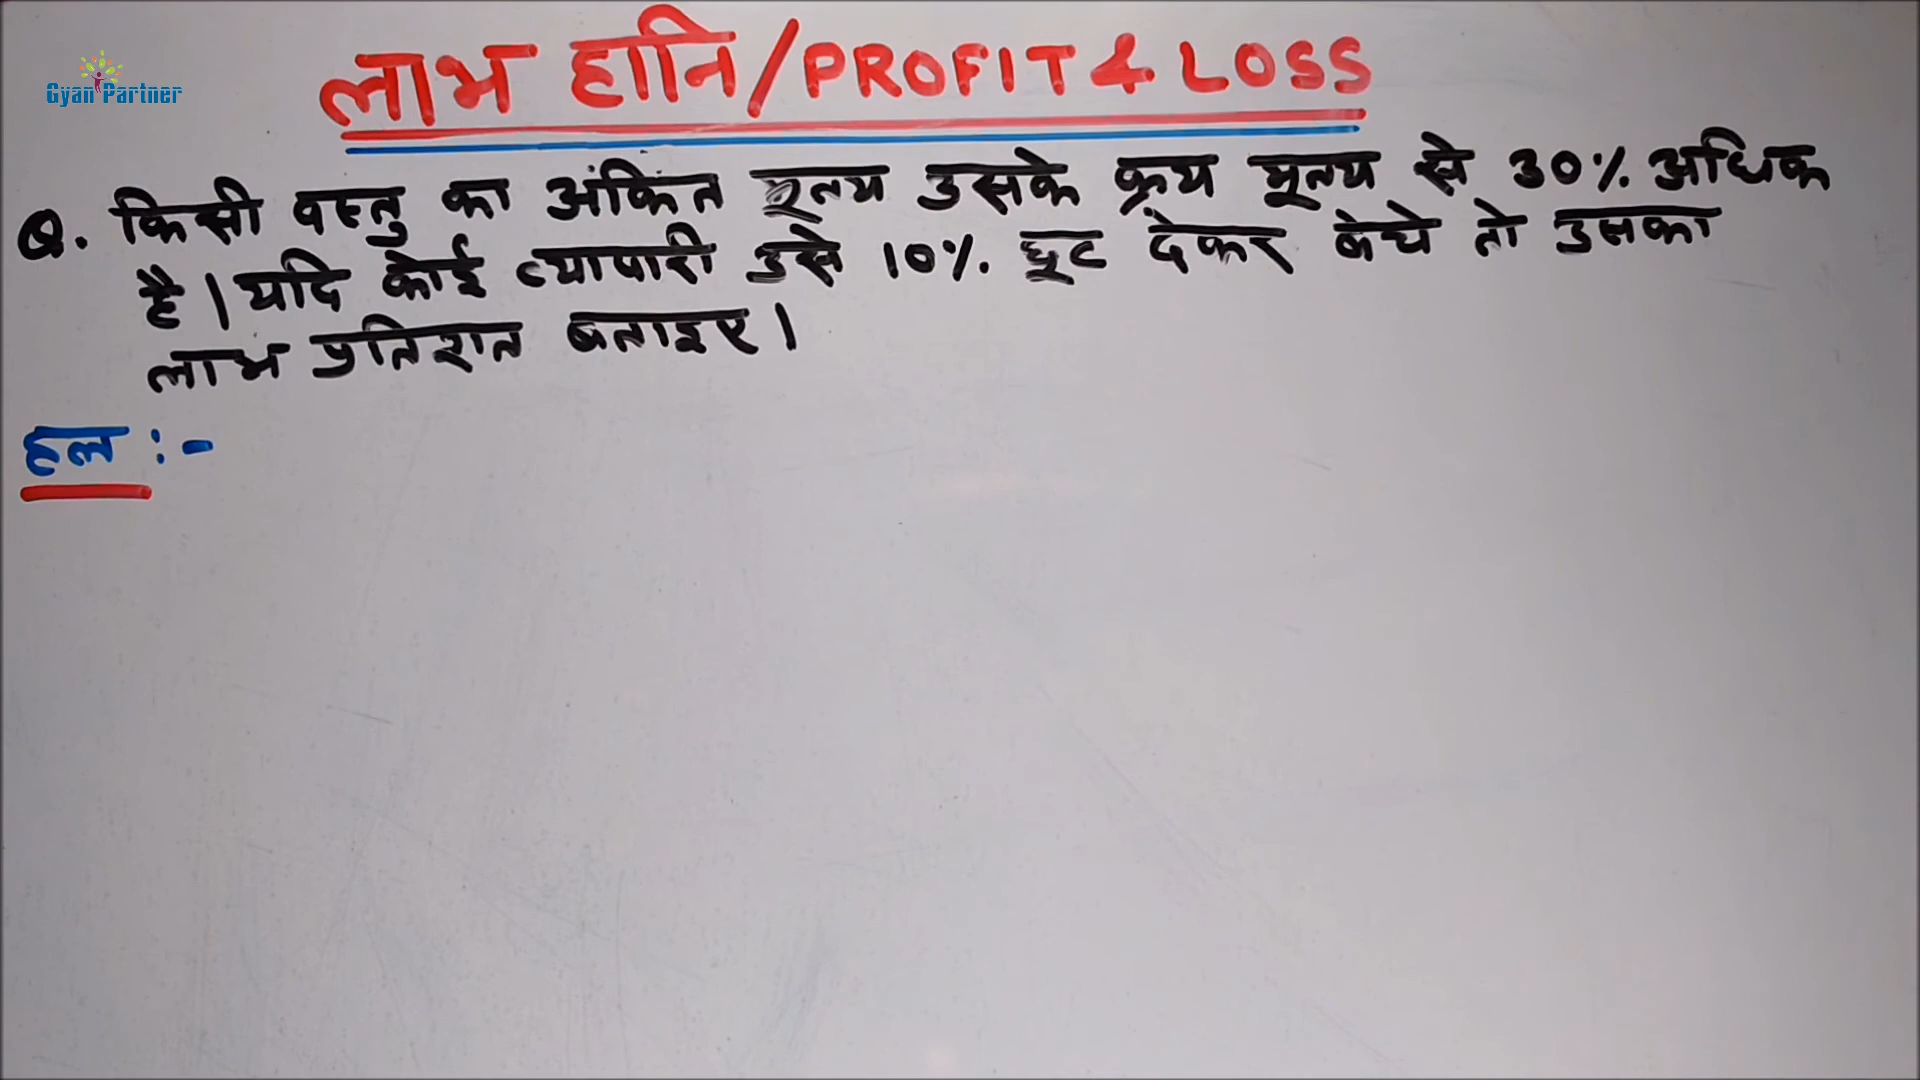 Gyan Partner
लाभ हानि/PROFIT & LOSS
Q. किसी वस्तु का अंकित मूल्य उसके क्रय मूल्य से 30% अधिक
है। यदि कोई व्यापारी उसे 10% छूट देकर बेचे तो उसका
लाभ प्रतिशत बताइए।
हल :-